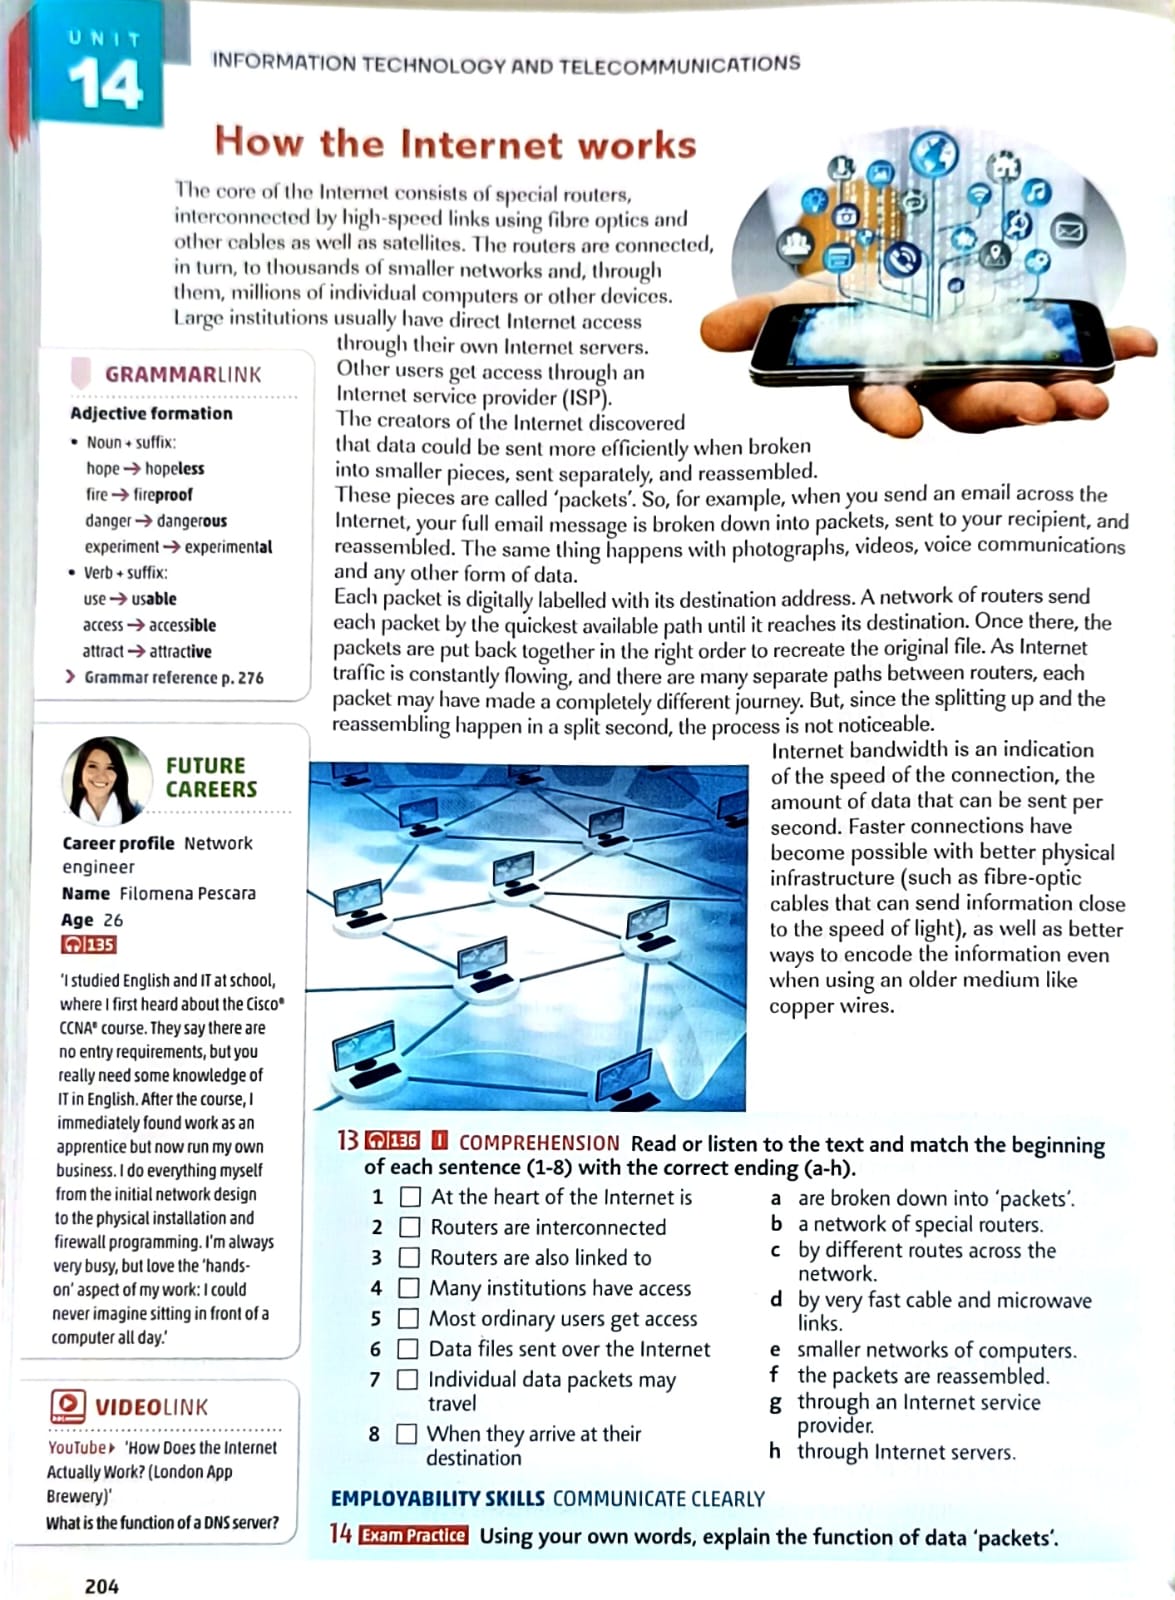 UNIT
14
INFORMATION TECHNOLOGY AND TELECOMMUNICATIONS
How the Internet works
The core of the Internet consists of special routers,
interconnected by high-speed links using fibre optics and
other cables as well as satellites. The routers are connected,
in turn, to thousands of smaller networks and, through
them, millions of individual computers or other devices.
Large institutions usually have direct Internet access
through their own Internet servers.
Other users get access through an
Internet service provider (ISP).
The creators of the Internet discovered
that data could be sent more efficiently when broken
into smaller pieces, sent separately, and reassembled.
These pieces are called 'packets'. So, for example, when you send an email across the
Internet, your full email message is broken down into packets, sent to your recipient, and
reassembled. The same thing happens with photographs, videos, voice communications
and any other form of data.
Each packet is digitally labelled with its destination address. A network of routers send
each packet by the quickest available path until it reaches its destination. Once there, the
packets are put back together in the right order to recreate the original file. As Internet
traffic is constantly flowing, and there are many separate paths between routers, each
packet may have made a completely different journey. But, since the splitting up and the
reassembling happen in a split second, the process is not noticeable.
Internet bandwidth is an indication
of the speed of the connection, the
amount of data that can be sent per
second. Faster connections have
become possible with better physical
infrastructure (such as fibre-optic
cables that can send information close
to the speed of light), as well as better
ways to encode the information even
when using an older medium like
copper wires.
GRAMMARLINK
Adjective formation
• Noun + suffix:
hope → hopeless
fire → fireproof
danger → dangerous
experiment → experimental
• Verb + suffix:
use → usable
access → accessible
attract → attractive
› Grammar reference p. 276
FUTURE
CAREERS
Career profile Network
engineer
Name Filomena Pescara
Age 26
135
'I studied English and IT at school,
where I first heard about the Cisco®
CCNA® course. They say there are
no entry requirements, but you
really need some knowledge of
IT in English. After the course, I
immediately found work as an
apprentice but now run my own
business. I do everything myself
from the initial network design
to the physical installation and
firewall programming. I'm always
very busy, but love the 'hands-
on' aspect of my work: I could
never imagine sitting in front of a
computer all day.'
VIDEOLINK
YouTube 'How Does the Internet
Actually Work? (London App
Brewery)'
What is the function of a DNS server?
13 136 I COMPREHENSION Read or listen to the text and match the beginning
of each sentence (1-8) with the correct ending (a-h).
1 At the heart of the Internet is
2 Routers are interconnected
3 Routers are also linked to
4 Many institutions have access
5 Most ordinary users get access
6 Data files sent over the Internet
7 Individual data packets may
travel
8 When they arrive at their
destination
a are broken down into 'packets'.
b a network of special routers.
c by different routes across the
network.
d by very fast cable and microwave
links.
e smaller networks of computers.
f the packets are reassembled.
g through an Internet service
provider.
h through Internet servers.
EMPLOYABILITY SKILLS COMMUNICATE CLEARLY
14 Exam Practice Using your own words, explain the function of data 'packets'.
204